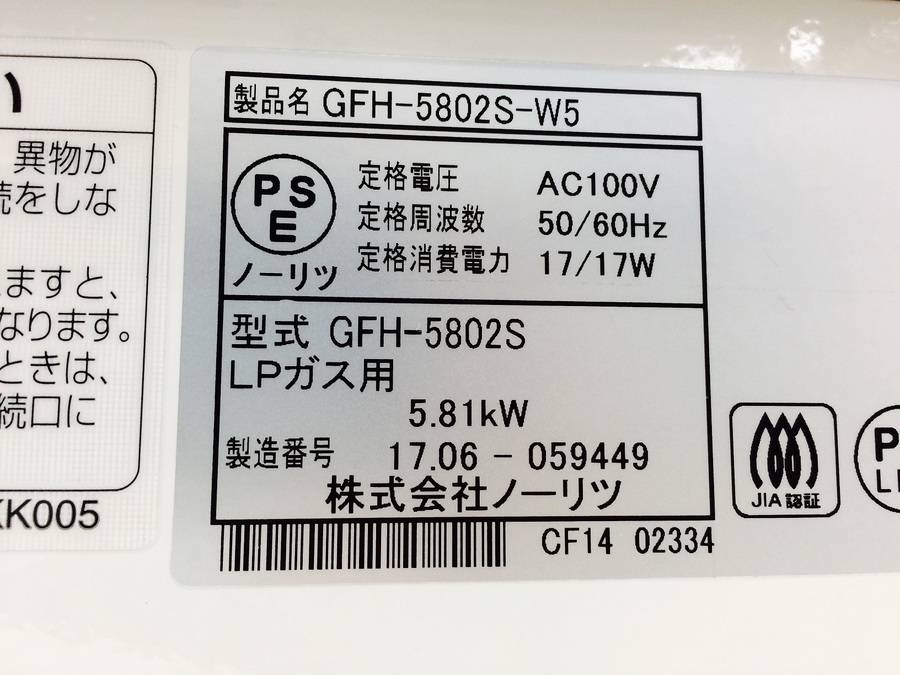 い
異物が
続をしな
ますと、
なります。
ときは、
続口に
KK005
製品名 GFH-5802S-W5
PS
E
ノーリツ
定格電圧 AC100V
定格周波数 50/60Hz
定格消費電力 17/17W
型式 GFH-5802S
LPガス用
5.81kW
製造番号 17.06 - 059449
株式会社ノーリツ
CF14 02334
JIA 認証
P
L